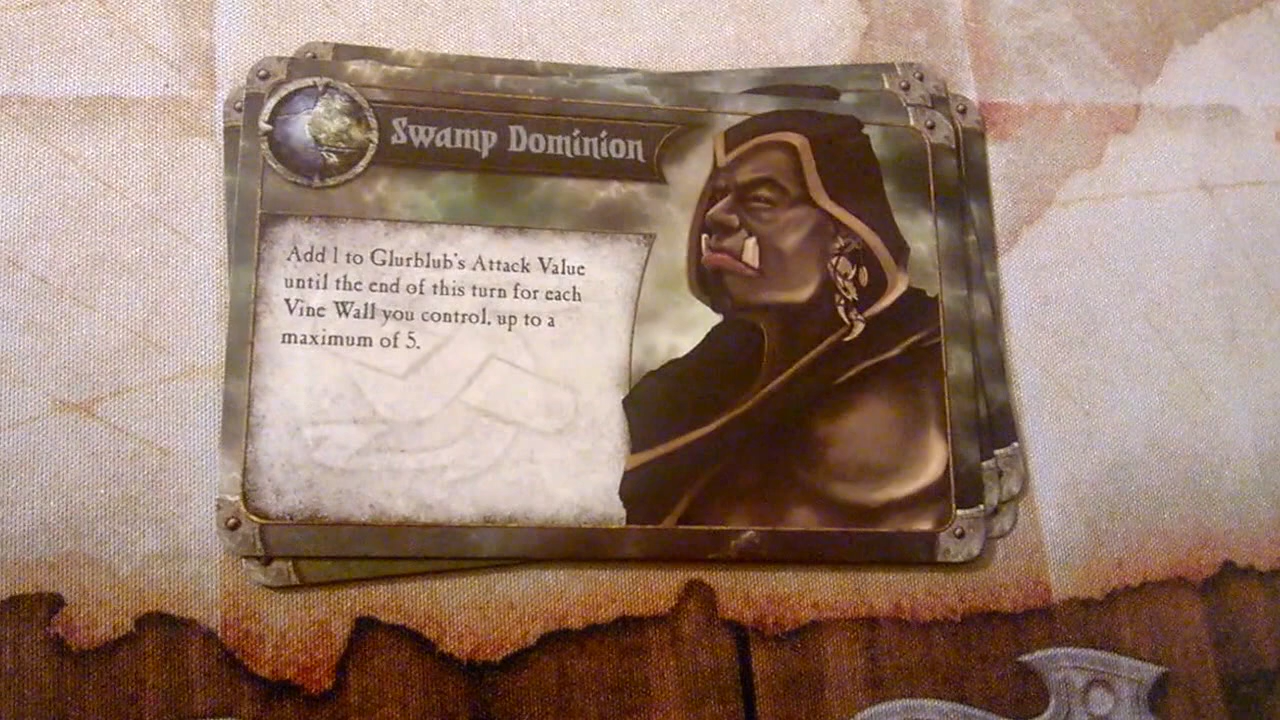 Swamp Dominion
Add 1 to Glurblub's Attack Value
until the end of this turn for each
Vine Wall you control, up to a
maximum of 5.